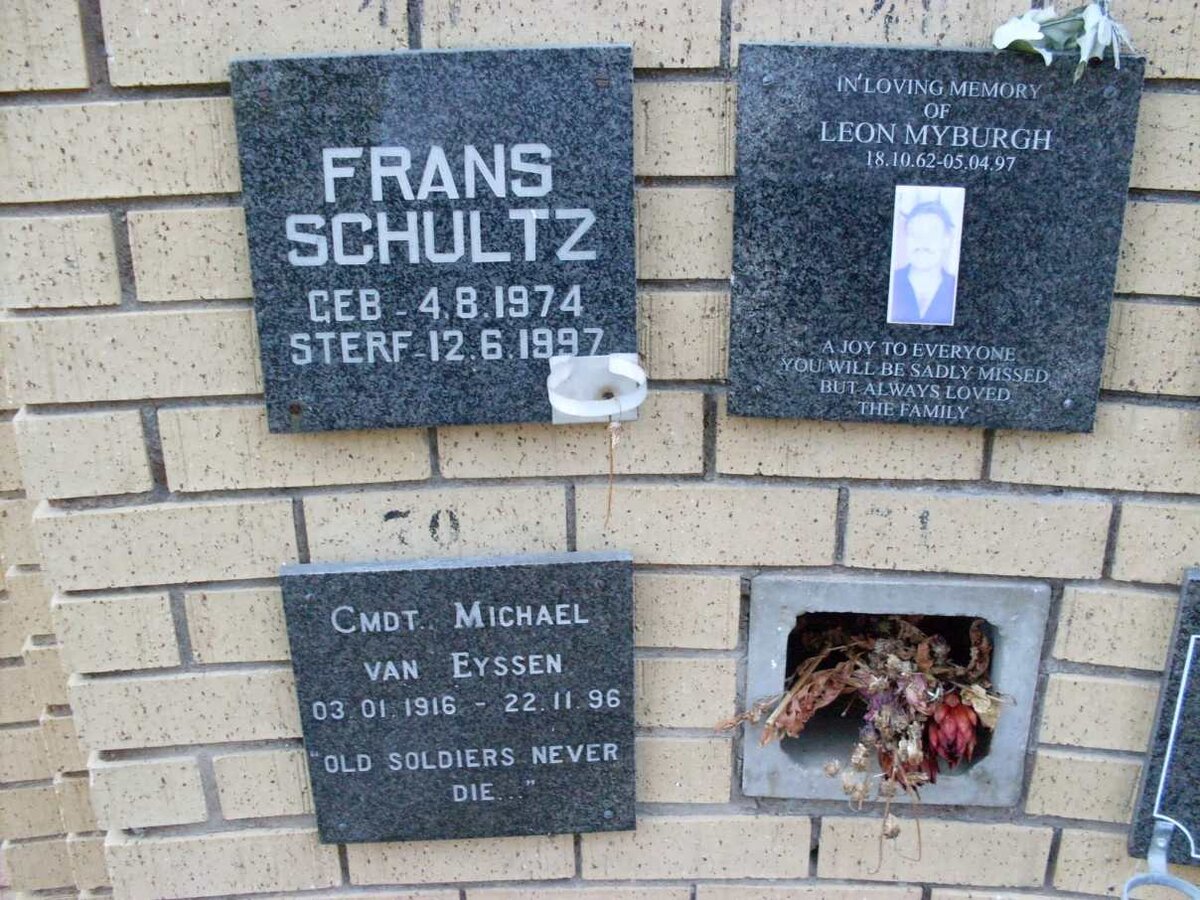 FRANS
SCHULTZ
GEB - 4.8.1974
STERF - 12.6.1997
IN LOVING MEMORY
OF
LEON MYBURGH
18.10.62-05.04.97
A JOY TO EVERYONE
YOU WILL BE SADLY MISSED
BUT ALWAYS LOVED
THE FAMILY
70
CMDT. MICHAEL
VAN EYSSEN
03.01.1916 - 22.11.96
"OLD SOLDIERS NEVER
DIE..."